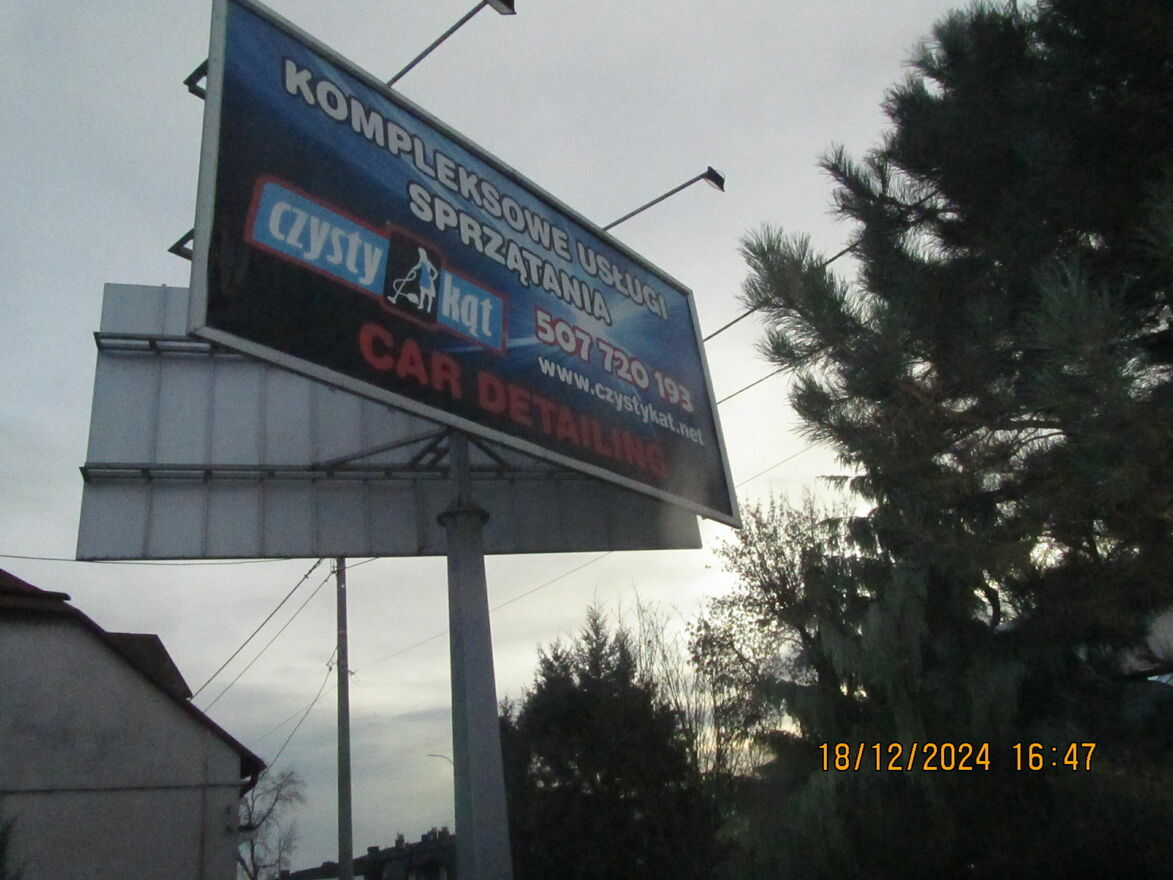 KOMPLEKSOWE USŁUGI
SPRZĄTANIA
czysty kąt
507 720 193
www.czystykat.net
CAR DETAILING
18/12/2024 16:47